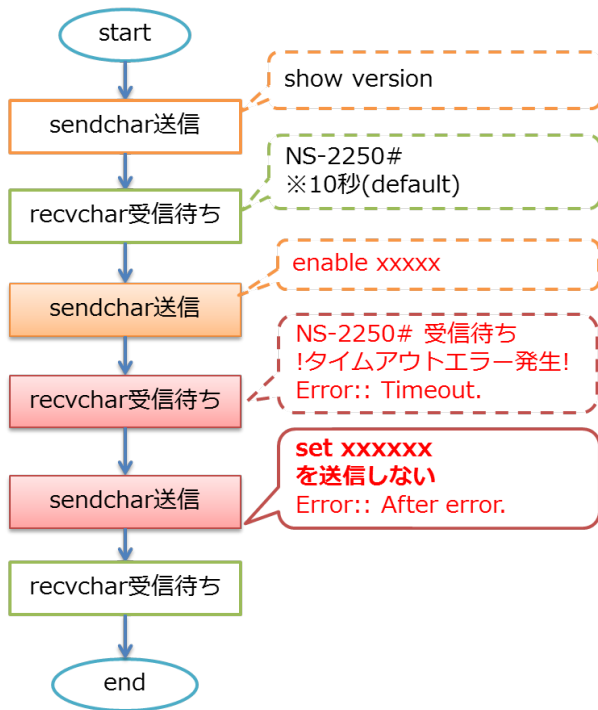 start
show version
sendchar送信
NS-2250#
※10秒(default)
recvchar受信待ち
enable xxxxx
sendchar送信
NS-2250# 受信待ち
!タイムアウトエラー発生!
Error:: Timeout.
recvchar受信待ち
set xxxxxx
を送信しない
Error:: After error.
sendchar送信
recvchar受信待ち
end